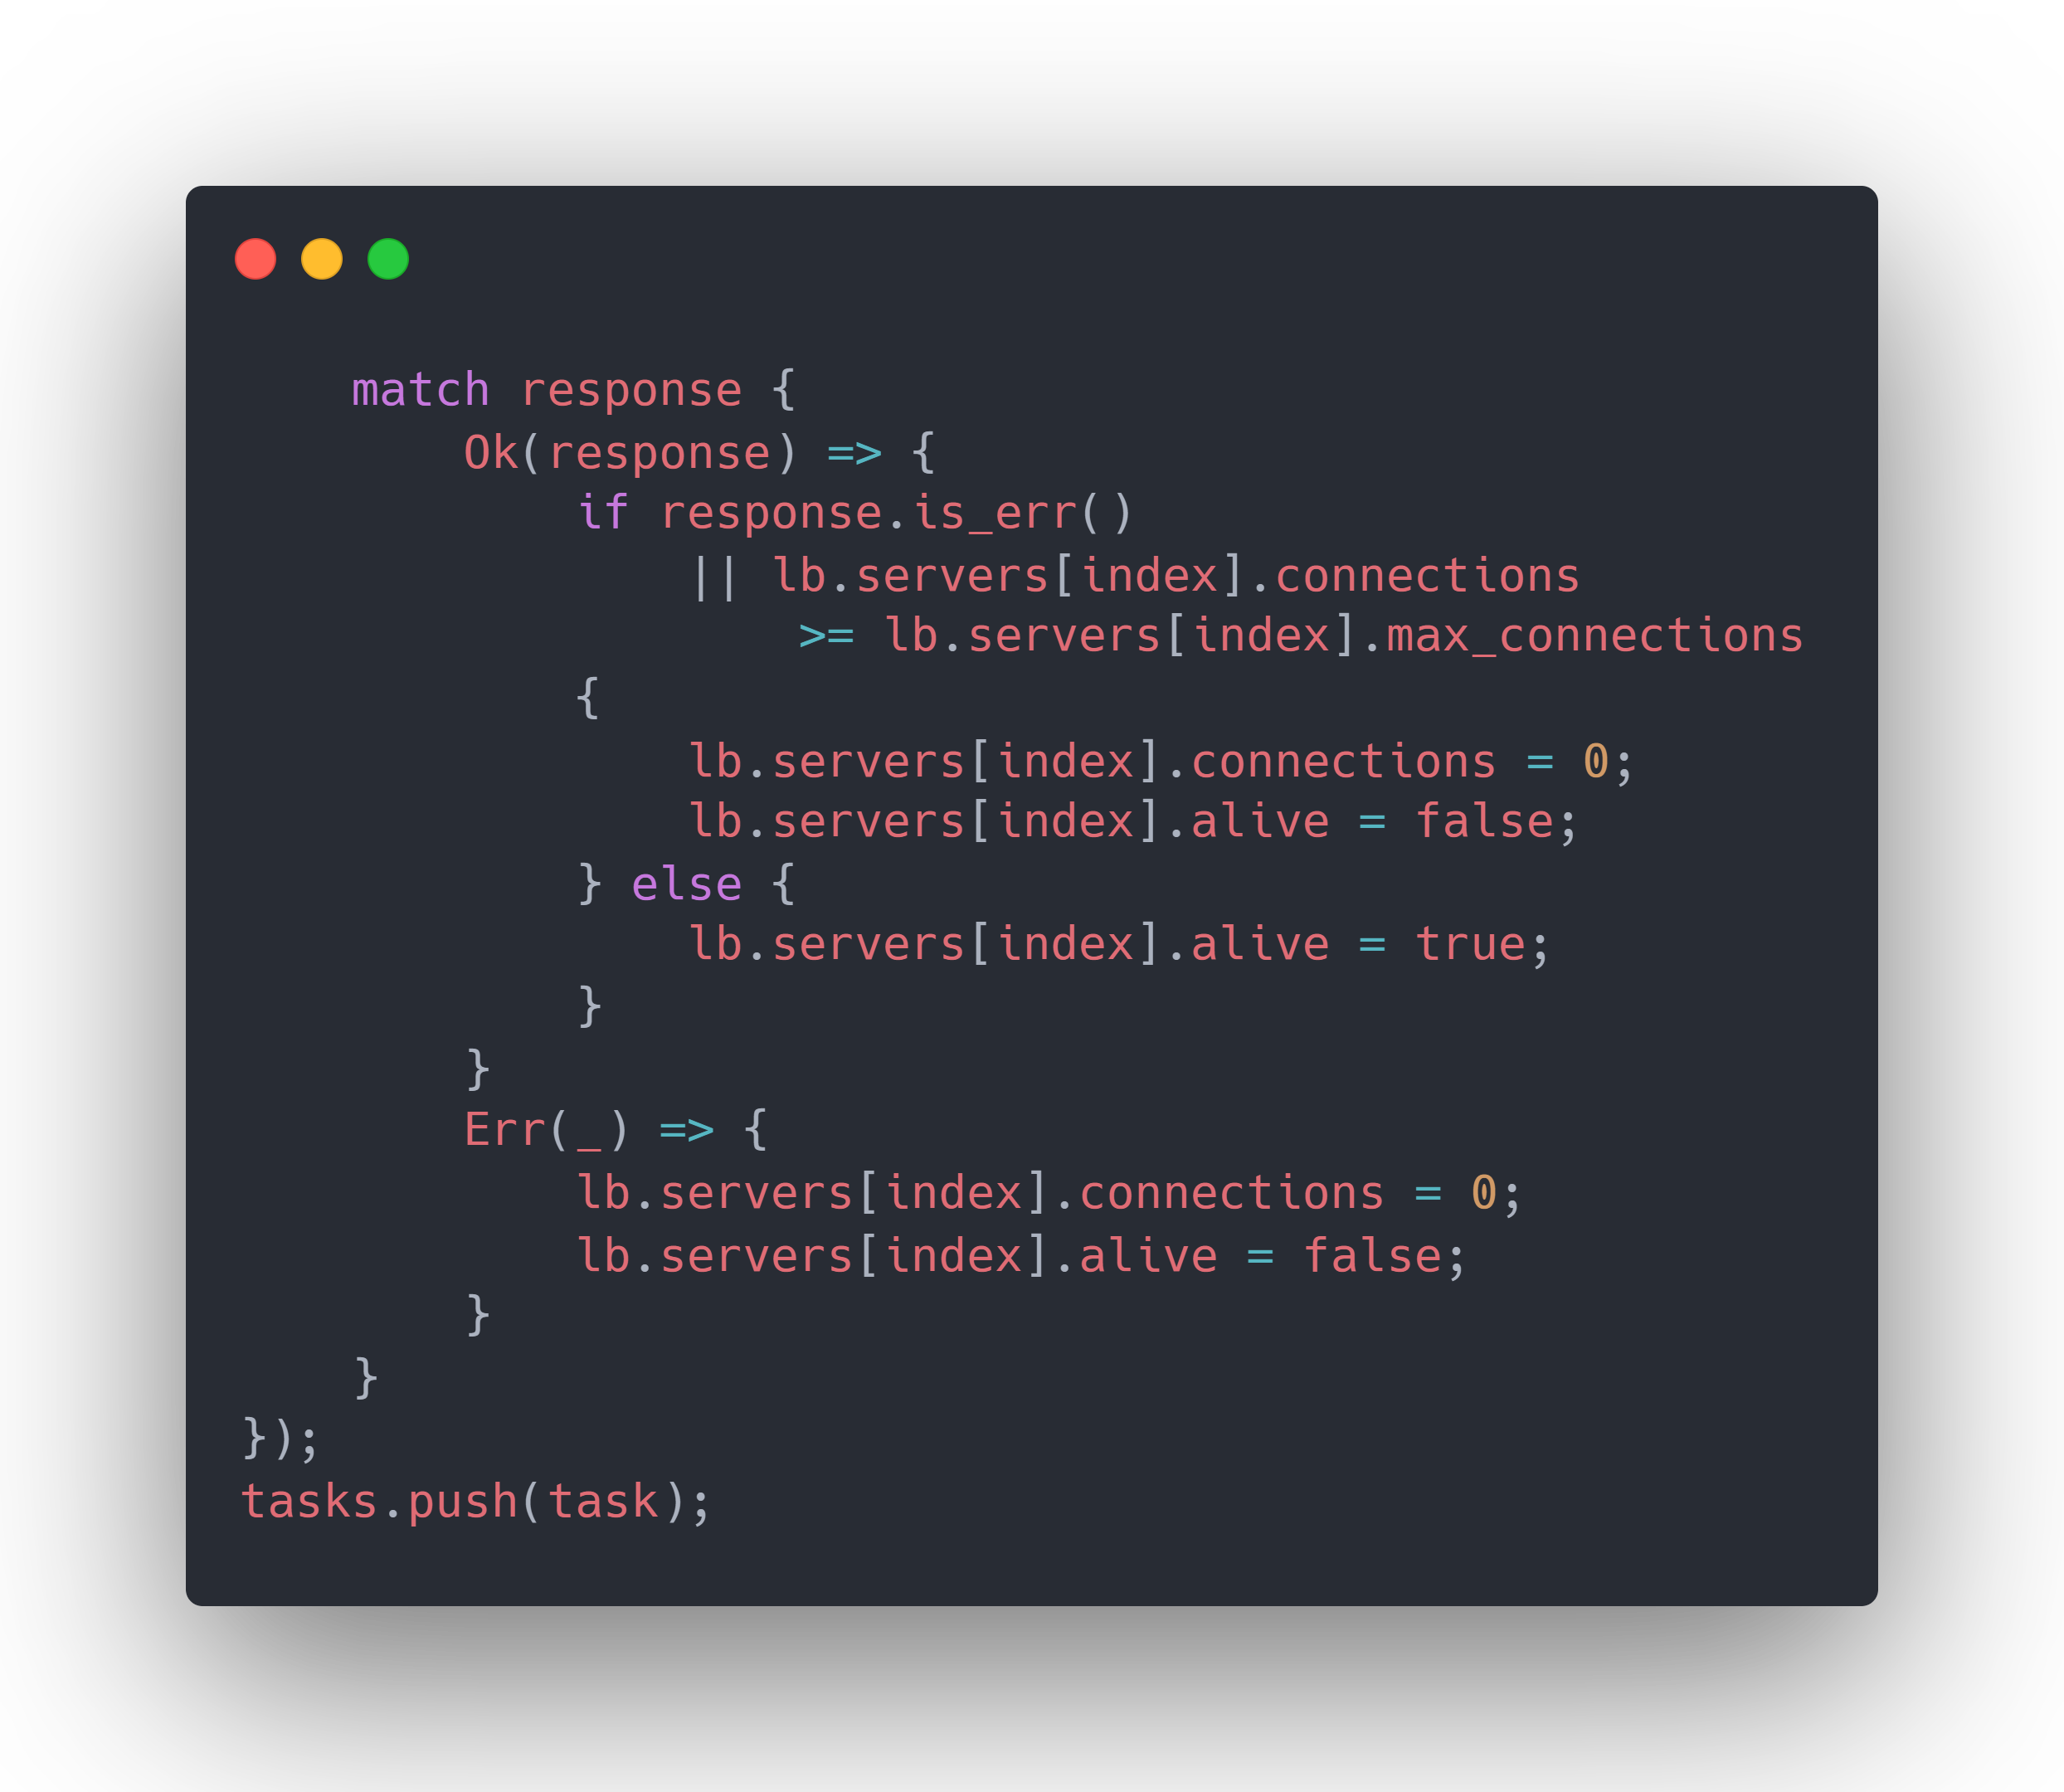 match response {
    Ok(response) => {
        if response.is_err()
            || lb.servers[index].connections
                >= lb.servers[index].max_connections
        {
            lb.servers[index].connections = 0;
            lb.servers[index].alive = false;
        } else {
            lb.servers[index].alive = true;
        }
    }
    Err(_) => {
        lb.servers[index].connections = 0;
        lb.servers[index].alive = false;
    }
}
});
tasks.push(task);